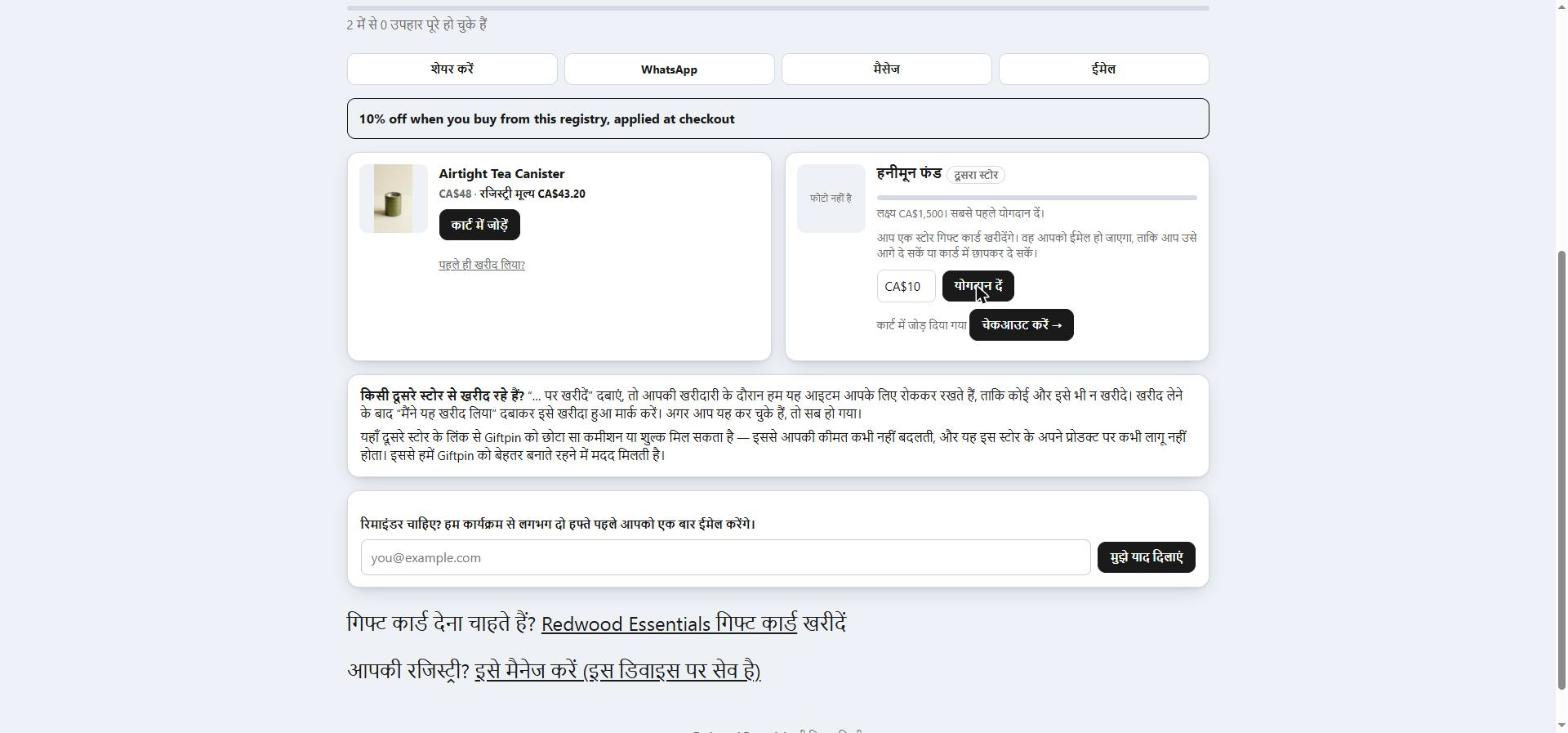 2 में से 0 उपहार पूरे हो चुके हैं
शेयर करें
WhatsApp
मैसेज
ईमेल
10% off when you buy from this registry, applied at checkout
Airtight Tea Canister
CA$48 · रजिस्ट्री मूल्य CA$43.20
कार्ट में जोड़ें
पहले ही खरीद लिया?
फोटो नहीं है
हनीमून फंड दूसरा स्टोर
लक्ष्य CA$1,500। सबसे पहले योगदान दें।
आप एक स्टोर गिफ्ट कार्ड खरीदेंगे। वह आपको ईमेल हो जाएगा, ताकि आप उसे
आगे दे सकें या कार्ड में छापकर दे सकें।
CA$10 योगदान दें
कार्ट में जोड़ दिया गया चेकआउट करें →
किसी दूसरे स्टोर से खरीद रहे हैं? "... पर खरीदें" दबाएं, तो आपकी खरीदारी के दौरान हम यह आइटम आपके लिए रोककर रखते हैं, ताकि कोई और इसे भी न खरीदे। खरीद लेने
के बाद "मैंने यह खरीद लिया" दबाकर इसे खरीदा हुआ मार्क करें। अगर आप यह कर चुके हैं, तो सब हो गया।
यहाँ दूसरे स्टोर के लिंक से Giftpin को छोटा सा कमीशन या शुल्क मिल सकता है — इससे आपकी कीमत कभी नहीं बदलती, और यह इस स्टोर के अपने प्रोडक्ट पर कभी लागू नहीं
होता। इससे हमें Giftpin को बेहतर बनाते रहने में मदद मिलती है।
रिमाइंडर चाहिए? हम कार्यक्रम से लगभग दो हफ्ते पहले आपको एक बार ईमेल करेंगे।
you@example.com
मुझे याद दिलाएं
गिफ्ट कार्ड देना चाहते हैं? Redwood Essentials गिफ्ट कार्ड खरीदें
आपकी रजिस्ट्री? इसे मैनेज करें (इस डिवाइस पर सेव है)